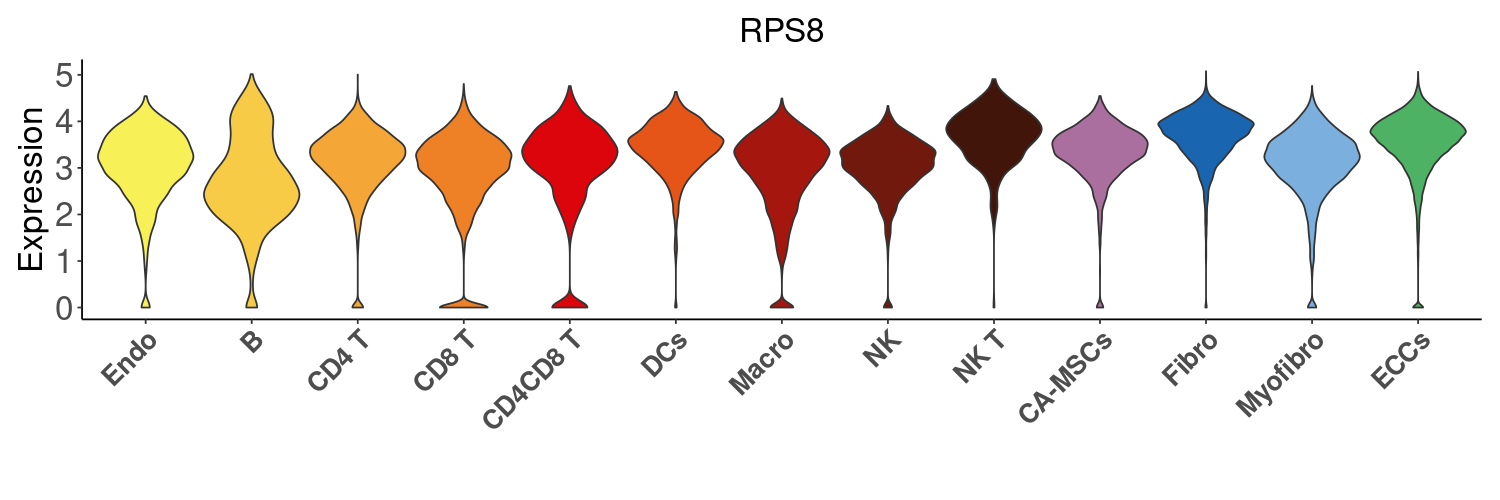 RPS8
Expression
5
4
3
2
1
0
Endo
B
CD4 T
CD8 T
CD4CD8 T
DCs
Macro
NK
NK T
CA-MSCs
Fibro
Myofibro
ECCs